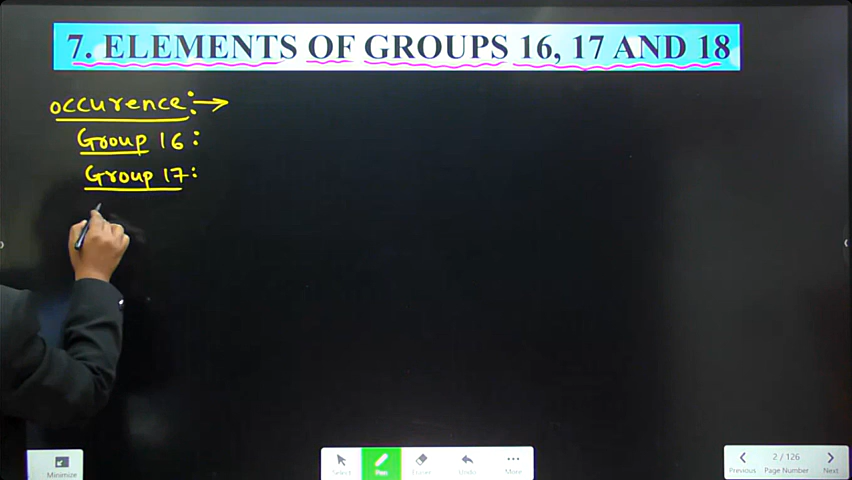 7. ELEMENTS OF GROUPS 16, 17 AND 18
occurence:→
Group 16:
Group 17:
Minimize
Select
Pen
Eraser
Undo
More
2 / 126
Previous
Page Number
Next